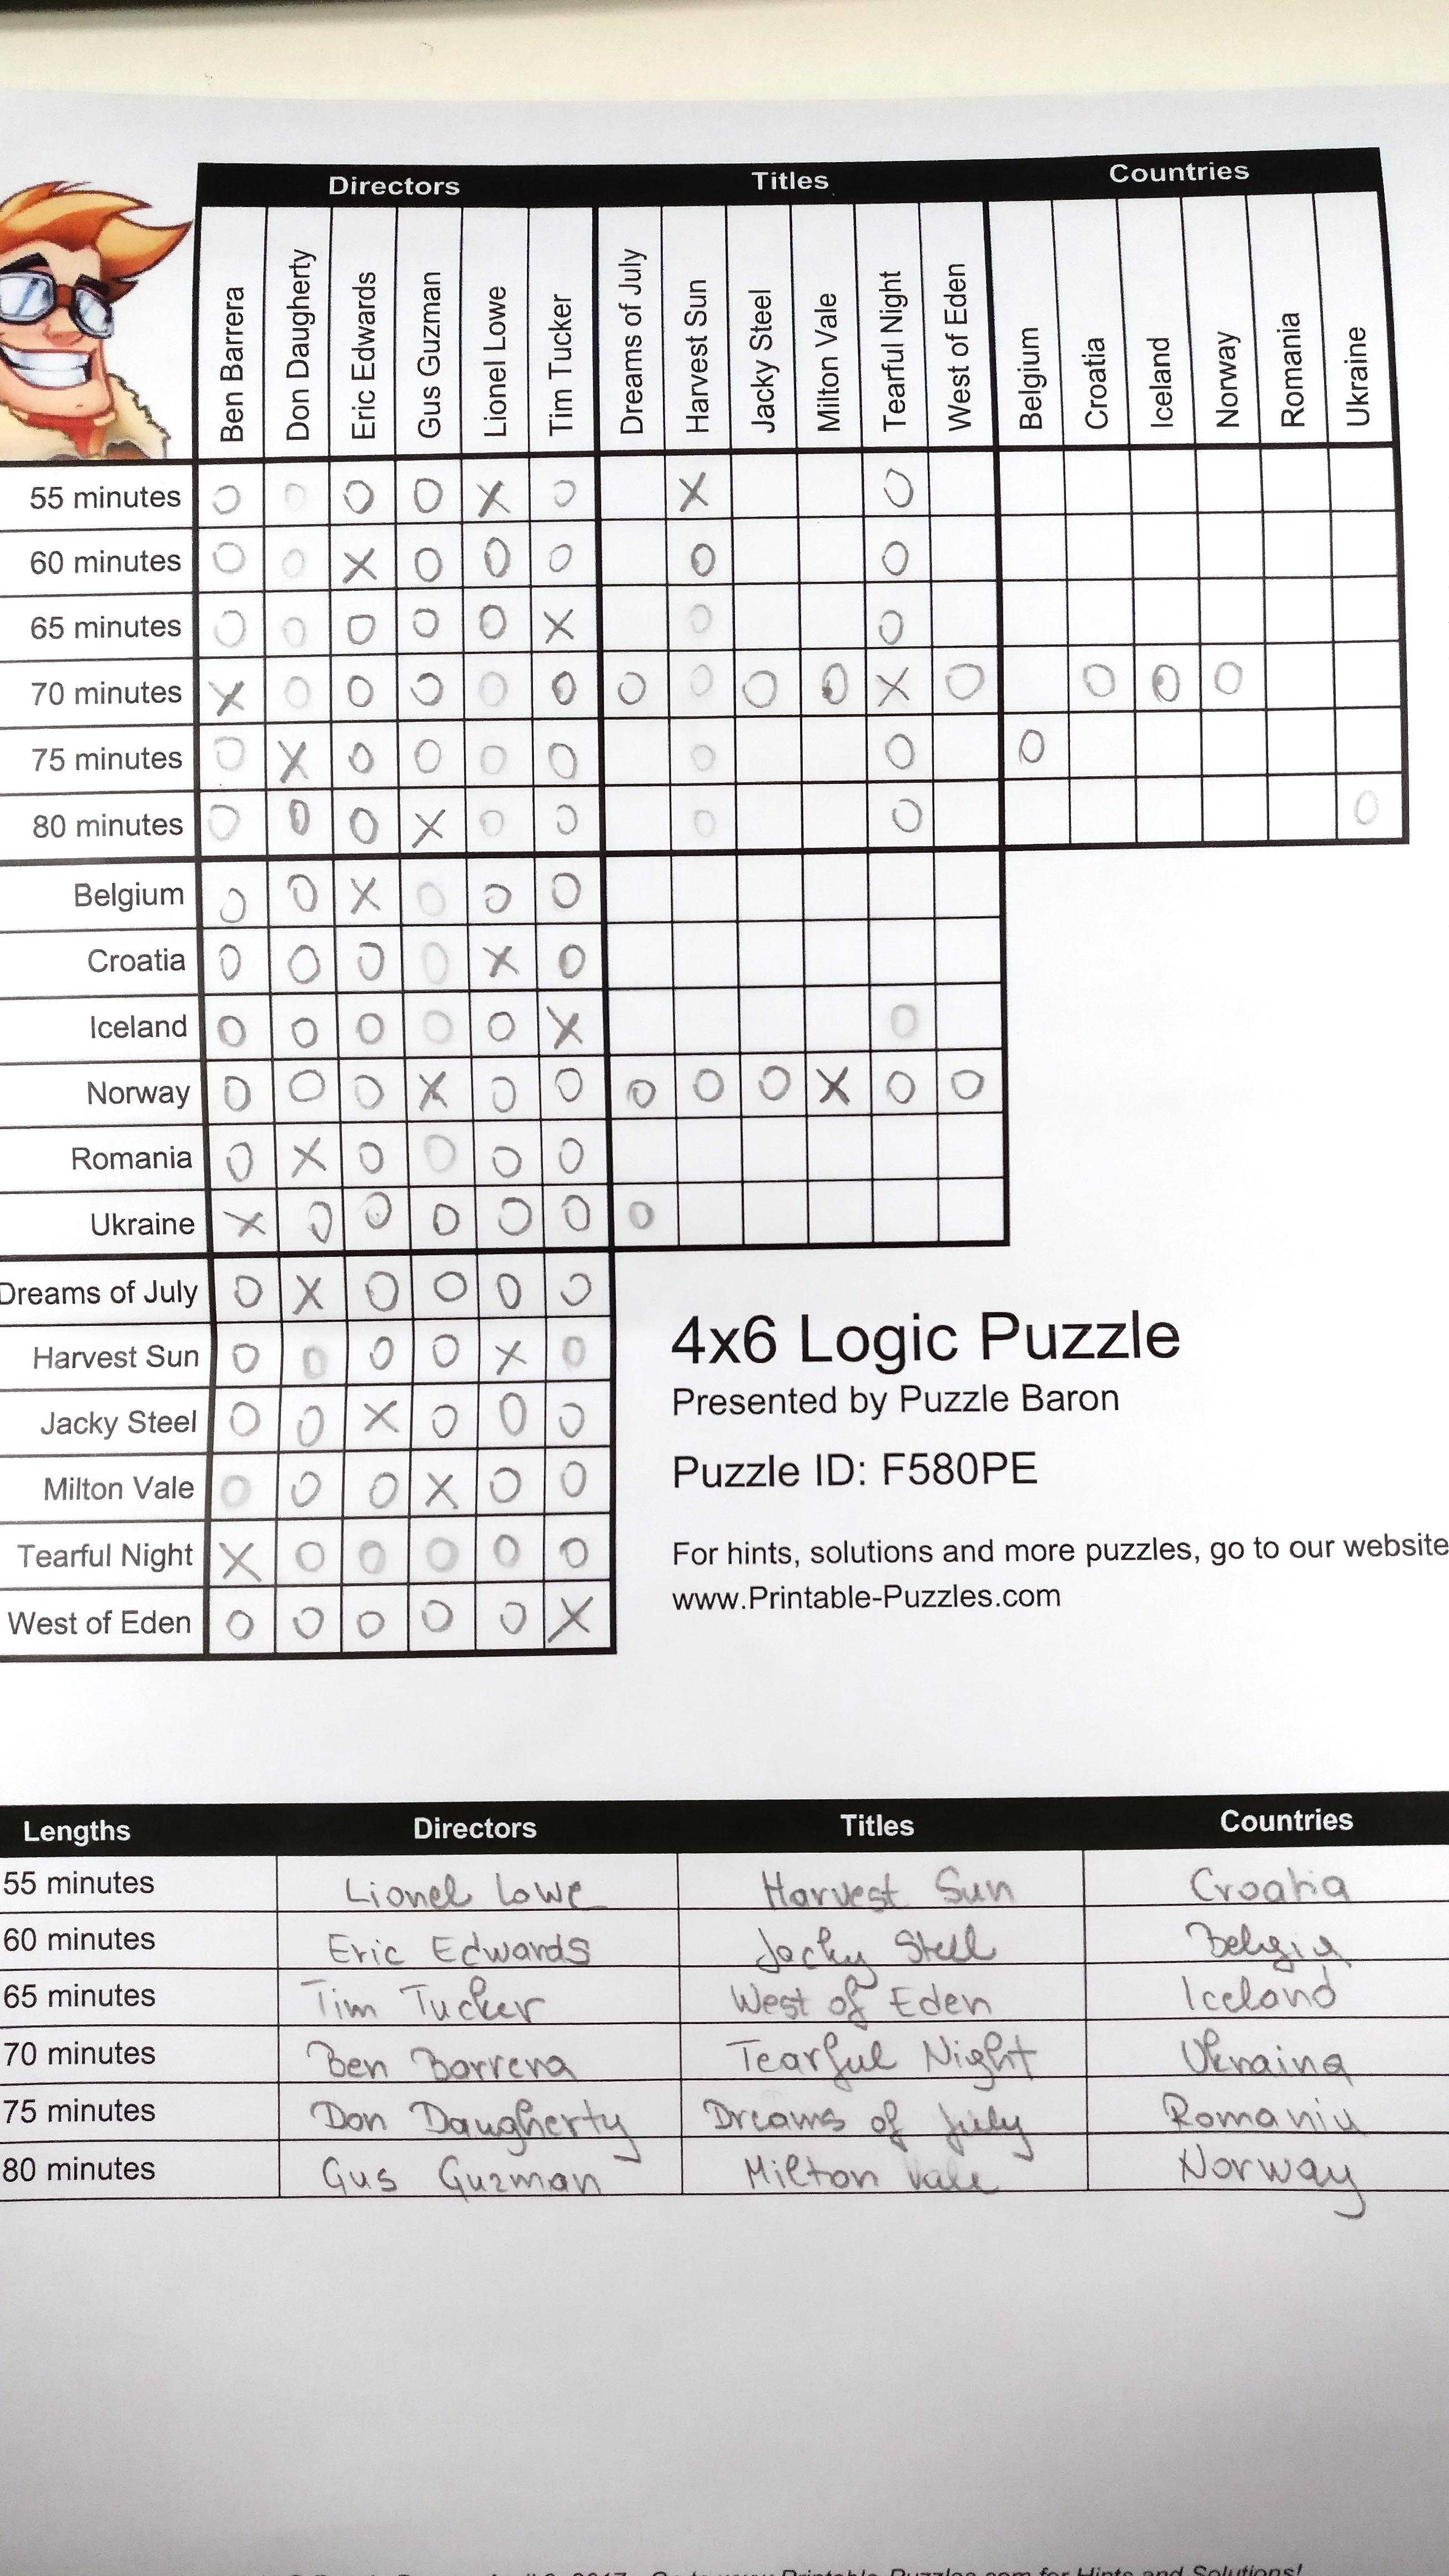 Directors Titles Countries
Ben Barrera Don Daugherty Eric Edwards Gus Guzman Lionel Lowe Tim Tucker Dreams of July Harvest Sun Jacky Steel Milton Vale Tearful Night West of Eden Belgium Croatia Iceland Norway Romania Ukraine
55 minutes O O O O X O X O
60 minutes O O X O O O O O
65 minutes O O O O O X O O
70 minutes X O O O O O O O O O X O O O O
75 minutes O X O O O O O O O
80 minutes O O O X O O O O O
Belgium O O X O O O
Croatia O O O O X O
Iceland O O O O O X O
Norway O O O X O O O O O X O O
Romania O X O O O O
Ukraine X O O O O O O
Dreams of July O X O O O O
Harvest Sun O O O O X O
Jacky Steel O O X O O O
Milton Vale O O O X O O
Tearful Night X O O O O O
West of Eden O O O O O X
4x6 Logic Puzzle
Presented by Puzzle Baron
Puzzle ID: F580PE
For hints, solutions and more puzzles, go to our website
www.Printable-Puzzles.com
Lengths Directors Titles Countries
55 minutes Lionel Lowe Harvest Sun Croatia
60 minutes Eric Edwards Jacky Steel Belgia
65 minutes Tim Tucker West of Eden Iceland
70 minutes Ben Barrera Tearful Night Ukraina
75 minutes Don Daugherty Dreams of July Romania
80 minutes Gus Guzman Milton Vale Norway
for Hints and Solutions!